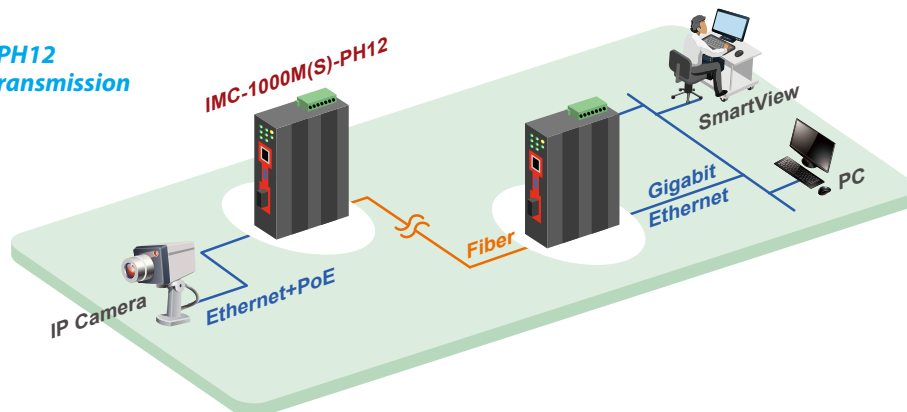 PH12
ransmission
IMC-1000M(S)-PH12
SmartView
PC
Gigabit
Ethernet
Fiber
Ethernet+PoE
IP Camera